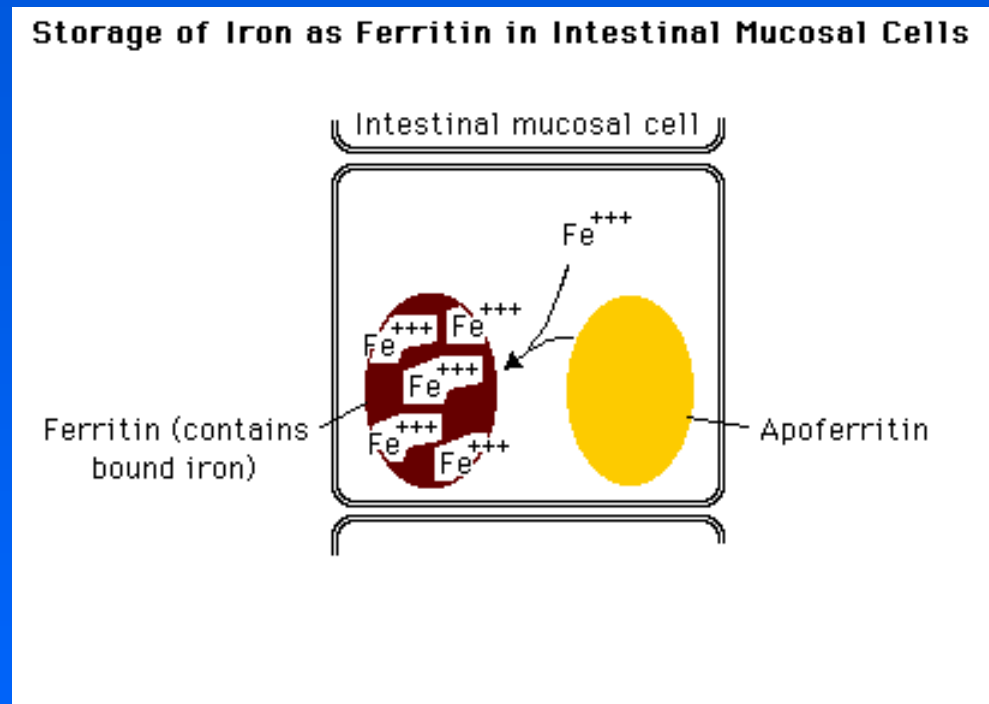 Storage of Iron as Ferritin in Intestinal Mucosal Cells
Intestinal mucosal cell
Fe+++
Fe+++
Fe+++
Fe+++
Fe+++
Fe+++
Ferritin (contains
bound iron)
Apoferritin